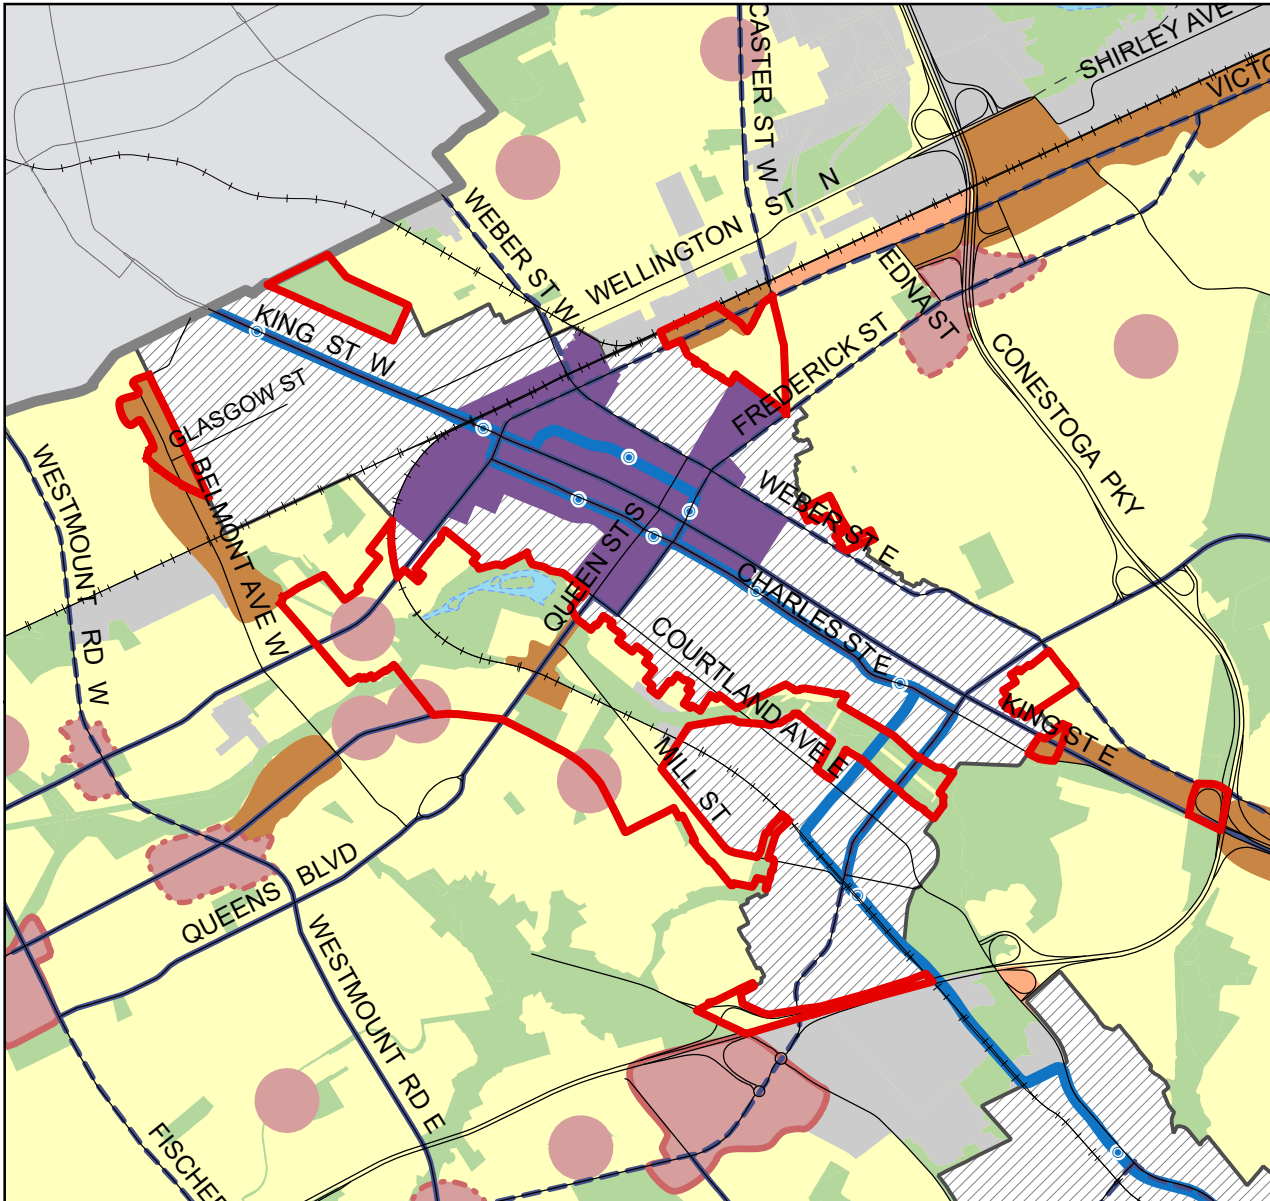 CASTER ST W
SHIRLEY AVE
VICTO
WEBER ST W
WELLINGTON ST N
EDNA ST
KING ST W
FREDERICK ST
CONESTOGA PKY
GLASGOW ST
WESTMOUNT RD W
BELMONT AVE W
WEBER ST E
QUEEN ST S
CHARLES ST E
COURTLAND AVE E
KING ST E
MILL ST
QUEENS BLVD
WESTMOUNT RD E
FISCHER